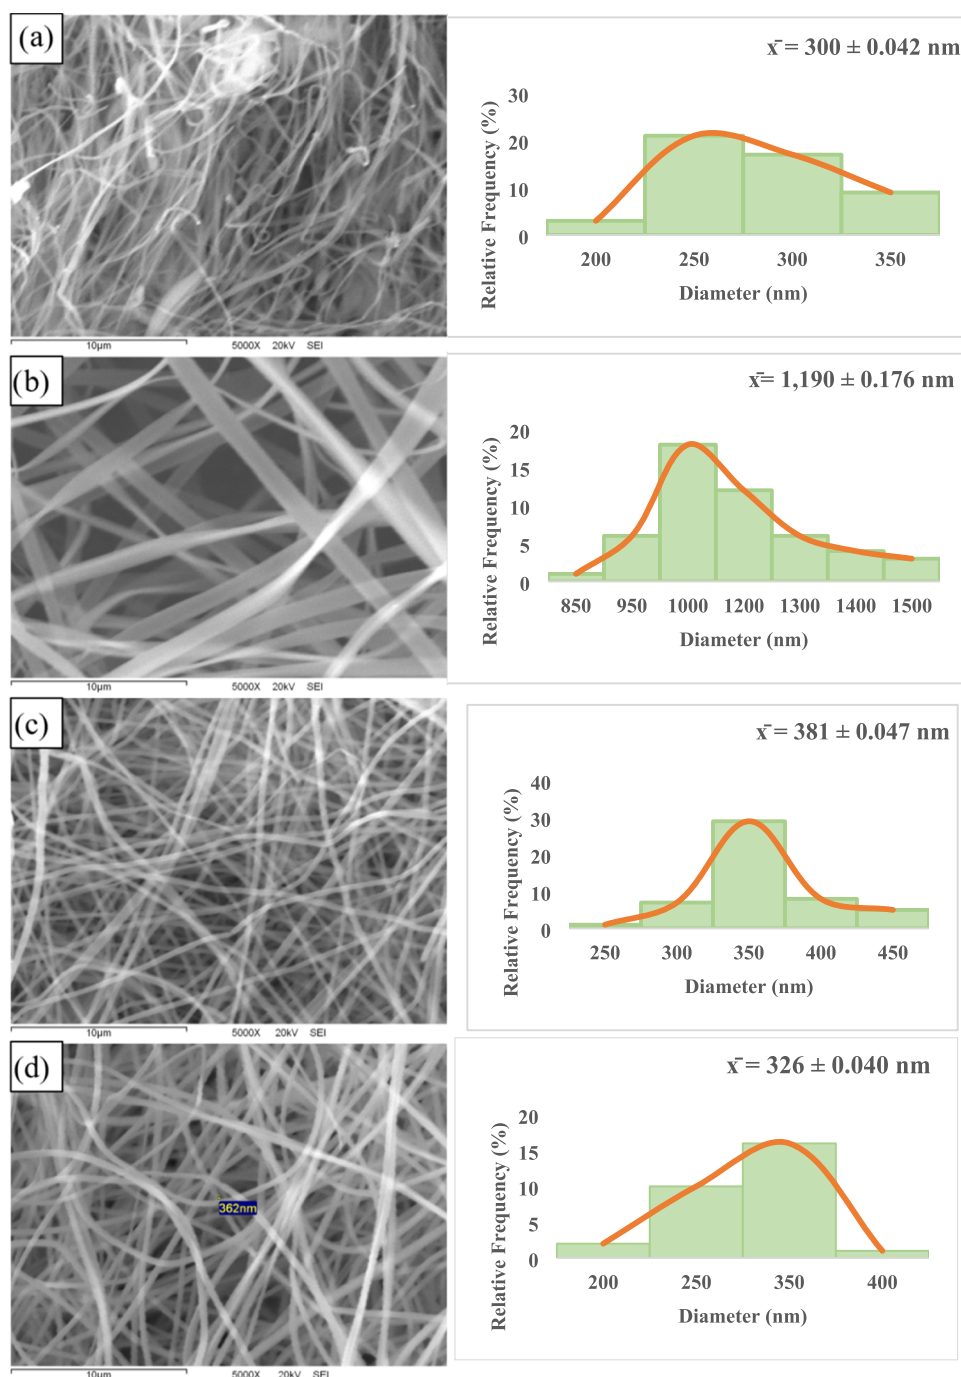 (a)
x̄ = 300 ± 0.042 nm
Relative Frequency (%)
30
20
10
0
200 250 300 350
Diameter (nm)
10µm 5000X 20kV SEI
(b)
x̄= 1,190 ± 0.176 nm
Relative Frequency (%)
20
15
10
5
0
850 950 1000 1200 1300 1400 1500
Diameter (nm)
10µm 5000X 20kV SEI
(c)
x̄ = 381 ± 0.047 nm
Relative Frequency (%)
40
30
20
10
0
250 300 350 400 450
Diameter (nm)
10µm 5000X 20kV SEI
(d)
x̄ = 326 ± 0.040 nm
Relative Frequency (%)
20
15
10
5
0
200 250 350 400
Diameter (nm)
362nm
10µm 5000X 20kV SEI